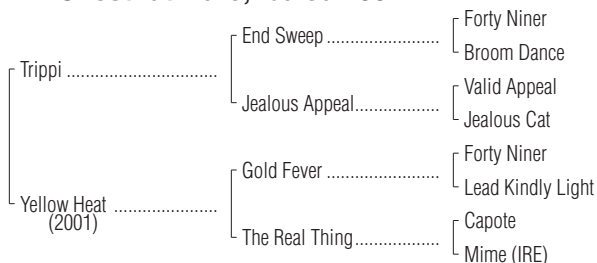 Forty Niner
End Sweep ........................
Broom Dance
Trippi ................................
Valid Appeal
Jealous Appeal..................
Jealous Cat
Forty Niner
Gold Fever ........................
Lead Kindly Light
Yellow Heat ......................
(2001)
Capote
The Real Thing..................
Mime (IRE)